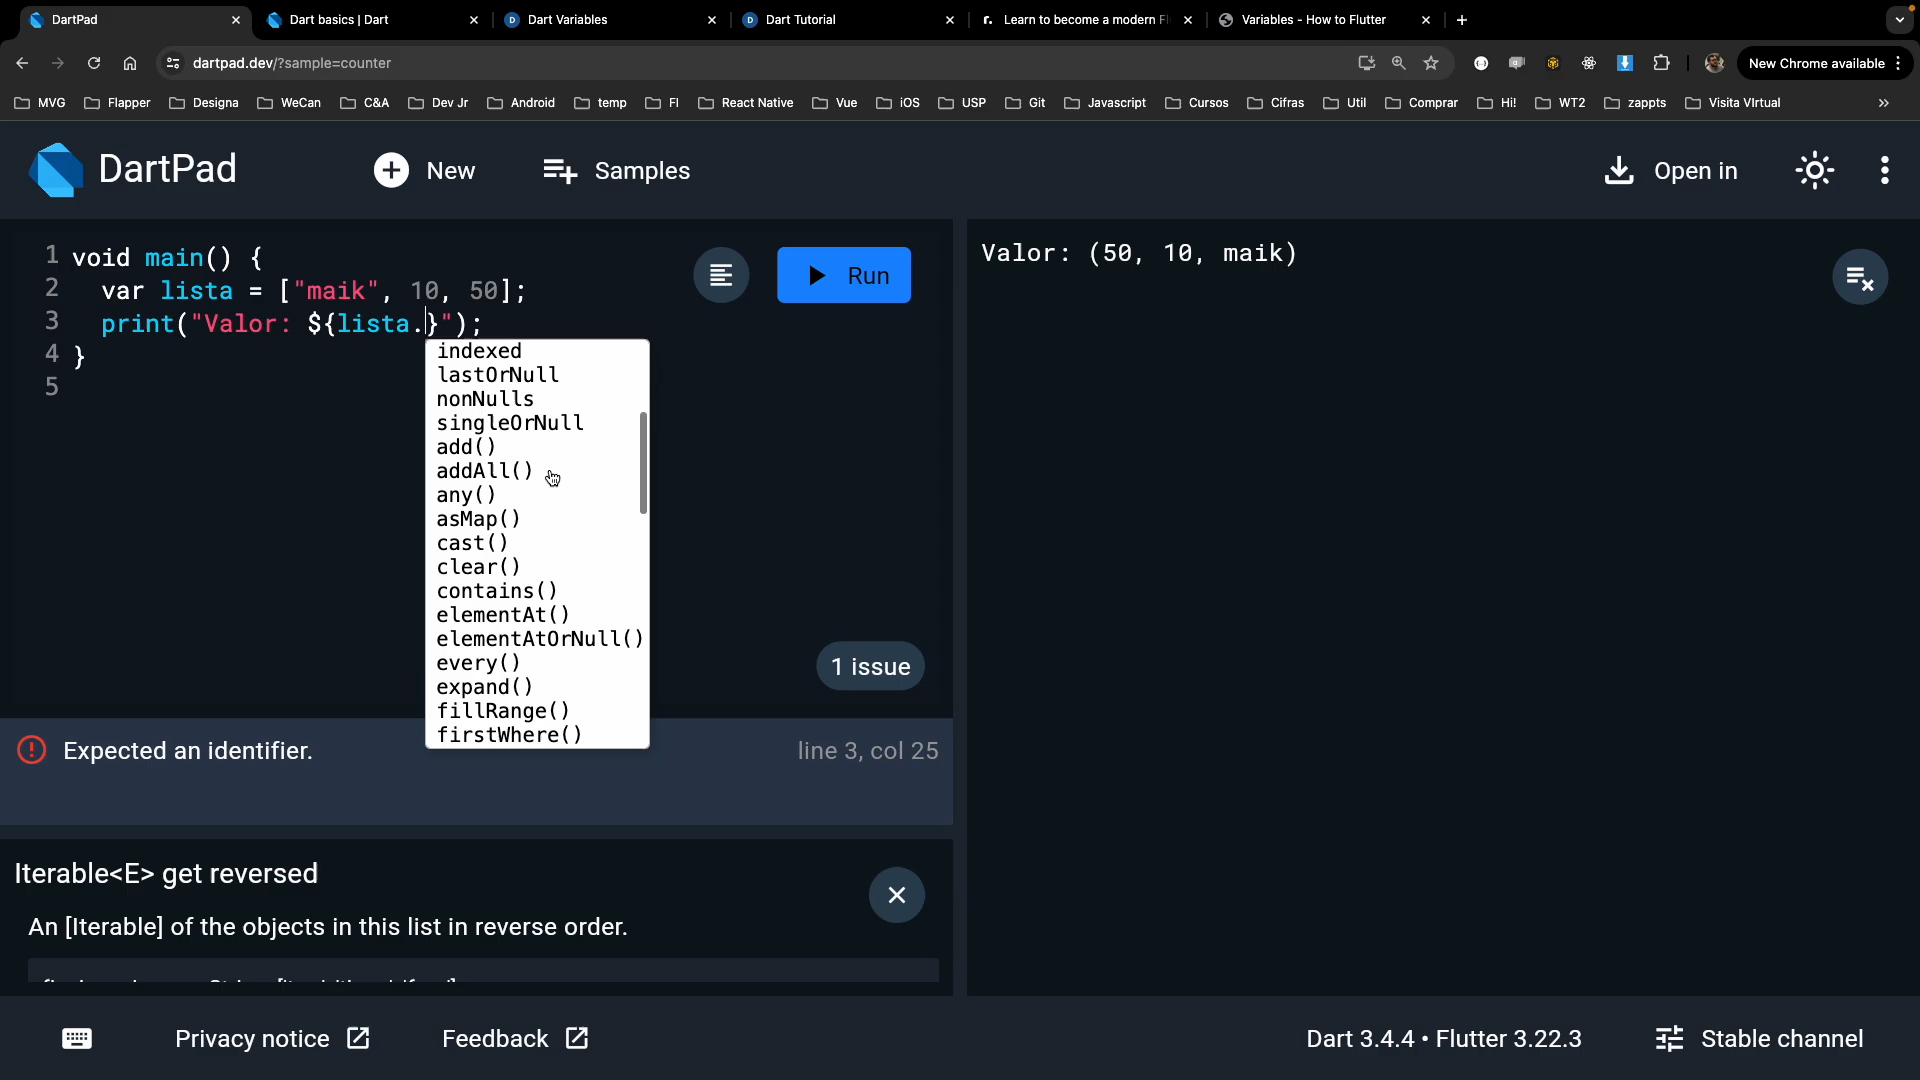 DartPad
Dart basics | Dart
Dart Variables
Dart Tutorial
Learn to become a modern Fl
Variables - How to Flutter
dartpad.dev/?sample=counter
New Chrome available
MVG
Flapper
Designa
WeCan
C&A
Dev Jr
Android
temp
FI
React Native
Vue
iOS
USP
Git
Javascript
Cursos
Cifras
Util
Comprar
Hi!
WT2
zappts
Visita VIrtual
DartPad
New
Samples
Open in
1 void main() {
2 var lista = ["maik", 10, 50];
3 print("Valor: ${lista.}");
4 }
5
Run
indexed
lastOrNull
nonNulls
singleOrNull
add()
addAll()
any()
asMap()
cast()
clear()
contains()
elementAt()
elementAtOrNull()
every()
expand()
fillRange()
firstWhere()
1 issue
Expected an identifier.
line 3, col 25
Iterable<E> get reversed
An [Iterable] of the objects in this list in reverse order.
Valor: (50, 10, maik)
Privacy notice
Feedback
Dart 3.4.4 • Flutter 3.22.3
Stable channel